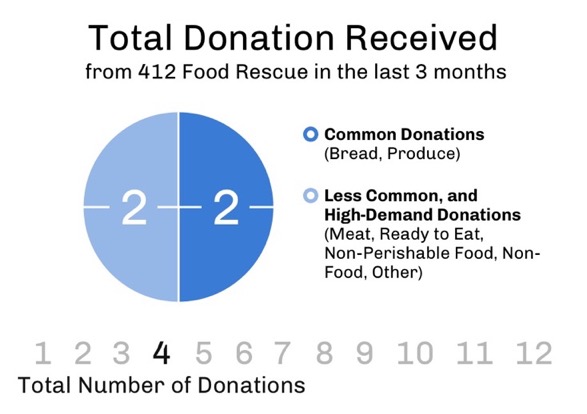 Total Donation Received
from 412 Food Rescue in the last 3 months
2 2
Common Donations
(Bread, Produce)
Less Common, and
High-Demand Donations
(Meat, Ready to Eat,
Non-Perishable Food, Non-
Food, Other)
1 2 3 4 5 6 7 8 9 10 11 12
Total Number of Donations